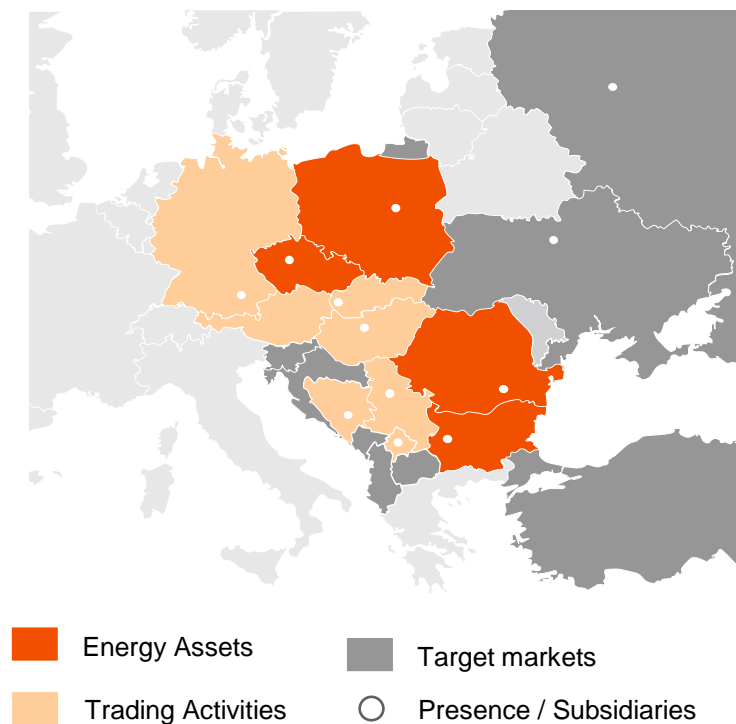 Energy Assets
Target markets
Trading Activities
Presence / Subsidiaries